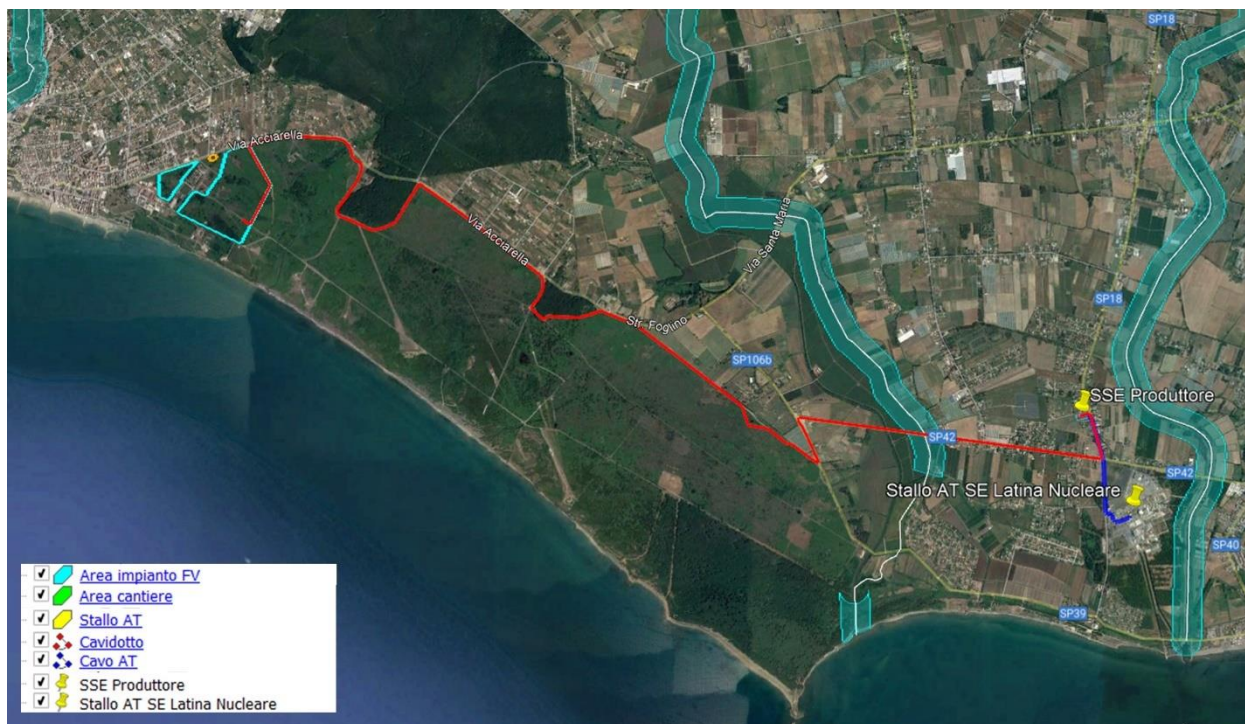 SP18
Via Acciarella
Via Santa Maria
Via Acciarella
SP18
Str. Foglino
SP106b
SSE Produttore
SP42
SP42
Stallo AT SE Latina Nucleare
SP40
SP39
Area impianto FV
Area cantiere
Stallo AT
Cavidotto
Cavo AT
SSE Produttore
Stallo AT SE Latina Nucleare